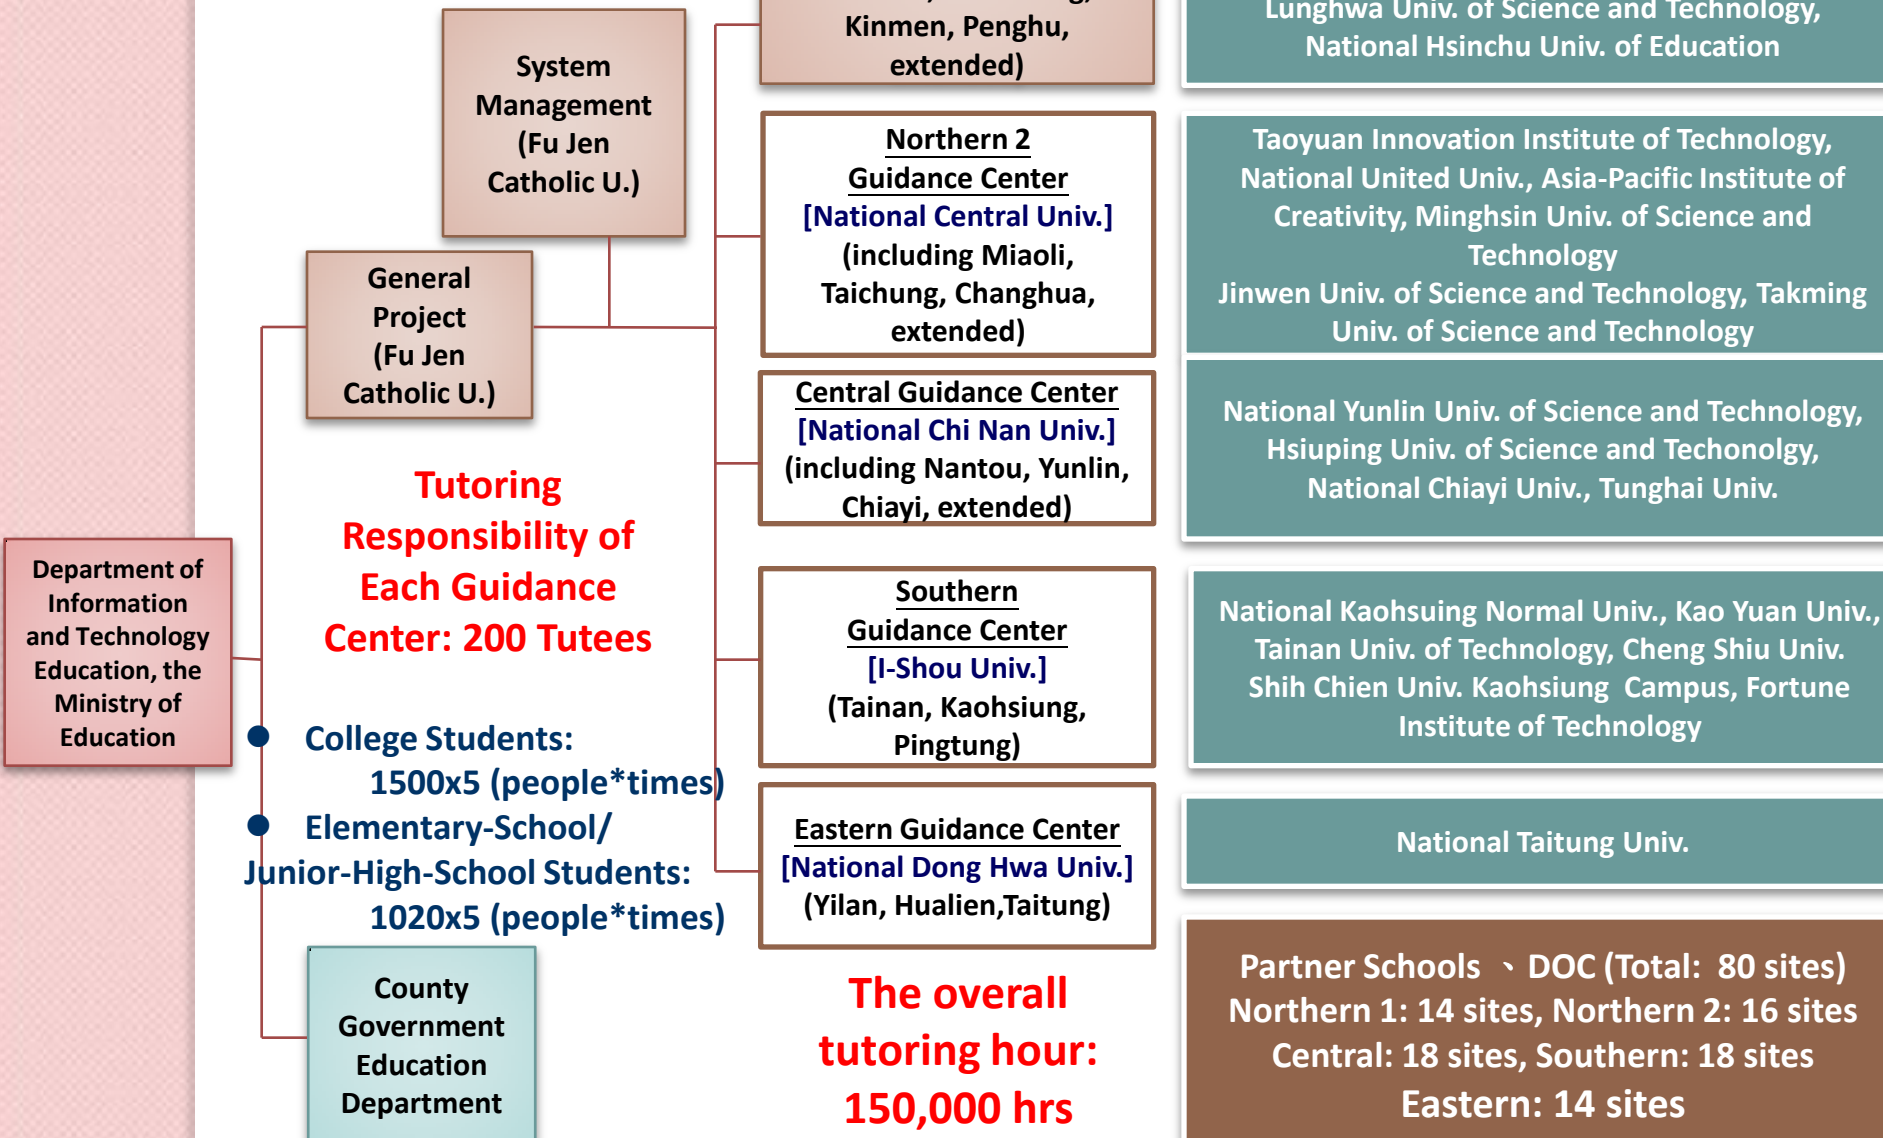 Kinmen, Penghu,
extended)
Lunghwa Univ. of Science and Technology,
National Hsinchu Univ. of Education
System
Management
(Fu Jen
Catholic U.)
Northern 2
Guidance Center
[National Central Univ.]
(including Miaoli,
Taichung, Changhua,
extended)
Taoyuan Innovation Institute of Technology,
National United Univ., Asia-Pacific Institute of
Creativity, Minghsin Univ. of Science and
Technology
Jinwen Univ. of Science and Technology, Takming
Univ. of Science and Technology
General
Project
(Fu Jen
Catholic U.)
Central Guidance Center
[National Chi Nan Univ.]
(including Nantou, Yunlin,
Chiayi, extended)
National Yunlin Univ. of Science and Technology,
Hsiuping Univ. of Science and Techonolgy,
National Chiayi Univ., Tunghai Univ.
Tutoring
Responsibility of
Each Guidance
Center: 200 Tutees
Department of
Information
and Technology
Education, the
Ministry of
Education
Southern
Guidance Center
[I-Shou Univ.]
(Tainan, Kaohsiung,
Pingtung)
National Kaohsuing Normal Univ., Kao Yuan Univ.,
Tainan Univ. of Technology, Cheng Shiu Univ.
Shih Chien Univ. Kaohsiung Campus, Fortune
Institute of Technology
● College Students:
1500x5 (people*times)
● Elementary-School/
Junior-High-School Students:
1020x5 (people*times)
Eastern Guidance Center
[National Dong Hwa Univ.]
(Yilan, Hualien,Taitung)
National Taitung Univ.
County
Government
Education
Department
The overall
tutoring hour:
150,000 hrs
Partner Schools 、DOC (Total: 80 sites)
Northern 1: 14 sites, Northern 2: 16 sites
Central: 18 sites, Southern: 18 sites
Eastern: 14 sites